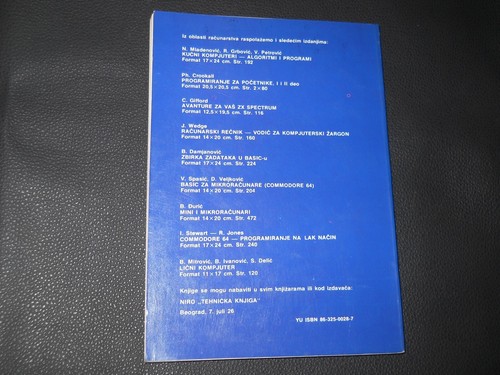 Iz oblasti računarstva raspolažemo i sledećim izdanjima:
N. Mladenović, R. Grbović, V. Petrović
KUĆNI KOMPJUTERI — ALGORITMI I PROGRAMI
Format 17×24 cm. Str. 192
Ph. Crookall
PROGRAMIRANJE ZA POČETNIKE, I i II deo
Format 20,5×20,5 cm. Str. 2×80
C. Gifford
AVANTURE ZA VAŠ ZX SPECTRUM
Format 12,5×19,5 cm. Str. 116
J. Wedge
RAČUNARSKI REČNIK — VODIČ ZA KOMPJUTERSKI ŽARGON
Format 14×20 cm. Str. 160
B. Damjanović
ZBIRKA ZADATAKA U BASIC-u
Format 17×24 cm. Str. 224
V. Spasić, D. Veljković
BASIC ZA MIKRORAČUNARE (COMMODORE 64)
Format 14×20 cm. Str. 204
B. Đurić
MINI I MIKRORAČUNARI
Format 14×20 cm. Str. 472
I. Stewart — R. Jones
COMMODORE 64 — PROGRAMIRANJE NA LAK NAČIN
Format 17×24 cm. Str. 240
B. Mitrović, B. Ivanović, S. Delić
LIČNI KOMPJUTER
Format 11×17 cm. Str. 120
Knjige se mogu nabaviti u svim knjižarama ili kod izdavača:
NIRO „TEHNIČKA KNJIGA"
Beograd, 7. juli 26
YU ISBN 86-325-0026-7